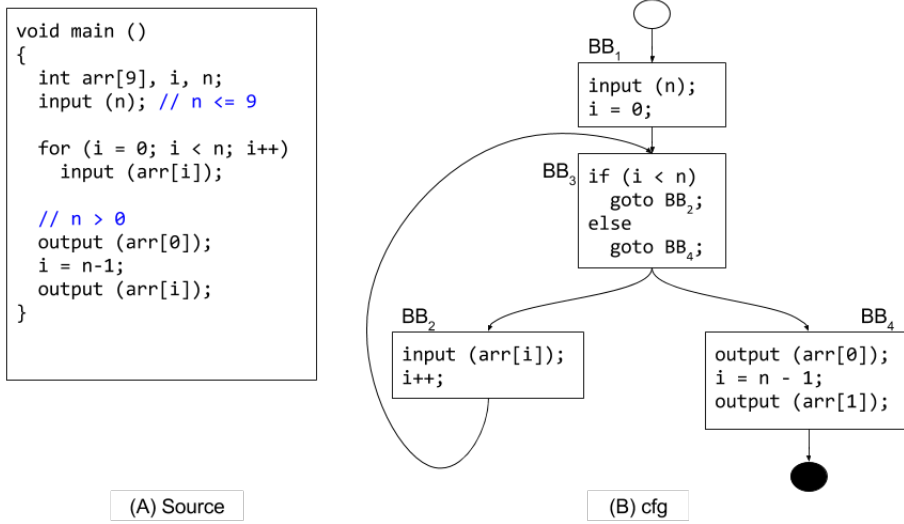 void main ()
{
int arr[9], i, n;
input (n); // n <= 9
for (i = 0; i < n; i++)
input (arr[i]);
// n > 0
output (arr[0]);
i = n-1;
output (arr[i]);
}
(A) Source
BB1
input (n);
i = 0;
BB3
if (i < n)
goto BB2;
else
goto BB4;
BB2
input (arr[i]);
i++;
BB4
output (arr[0]);
i = n - 1;
output (arr[1]);
(B) cfg